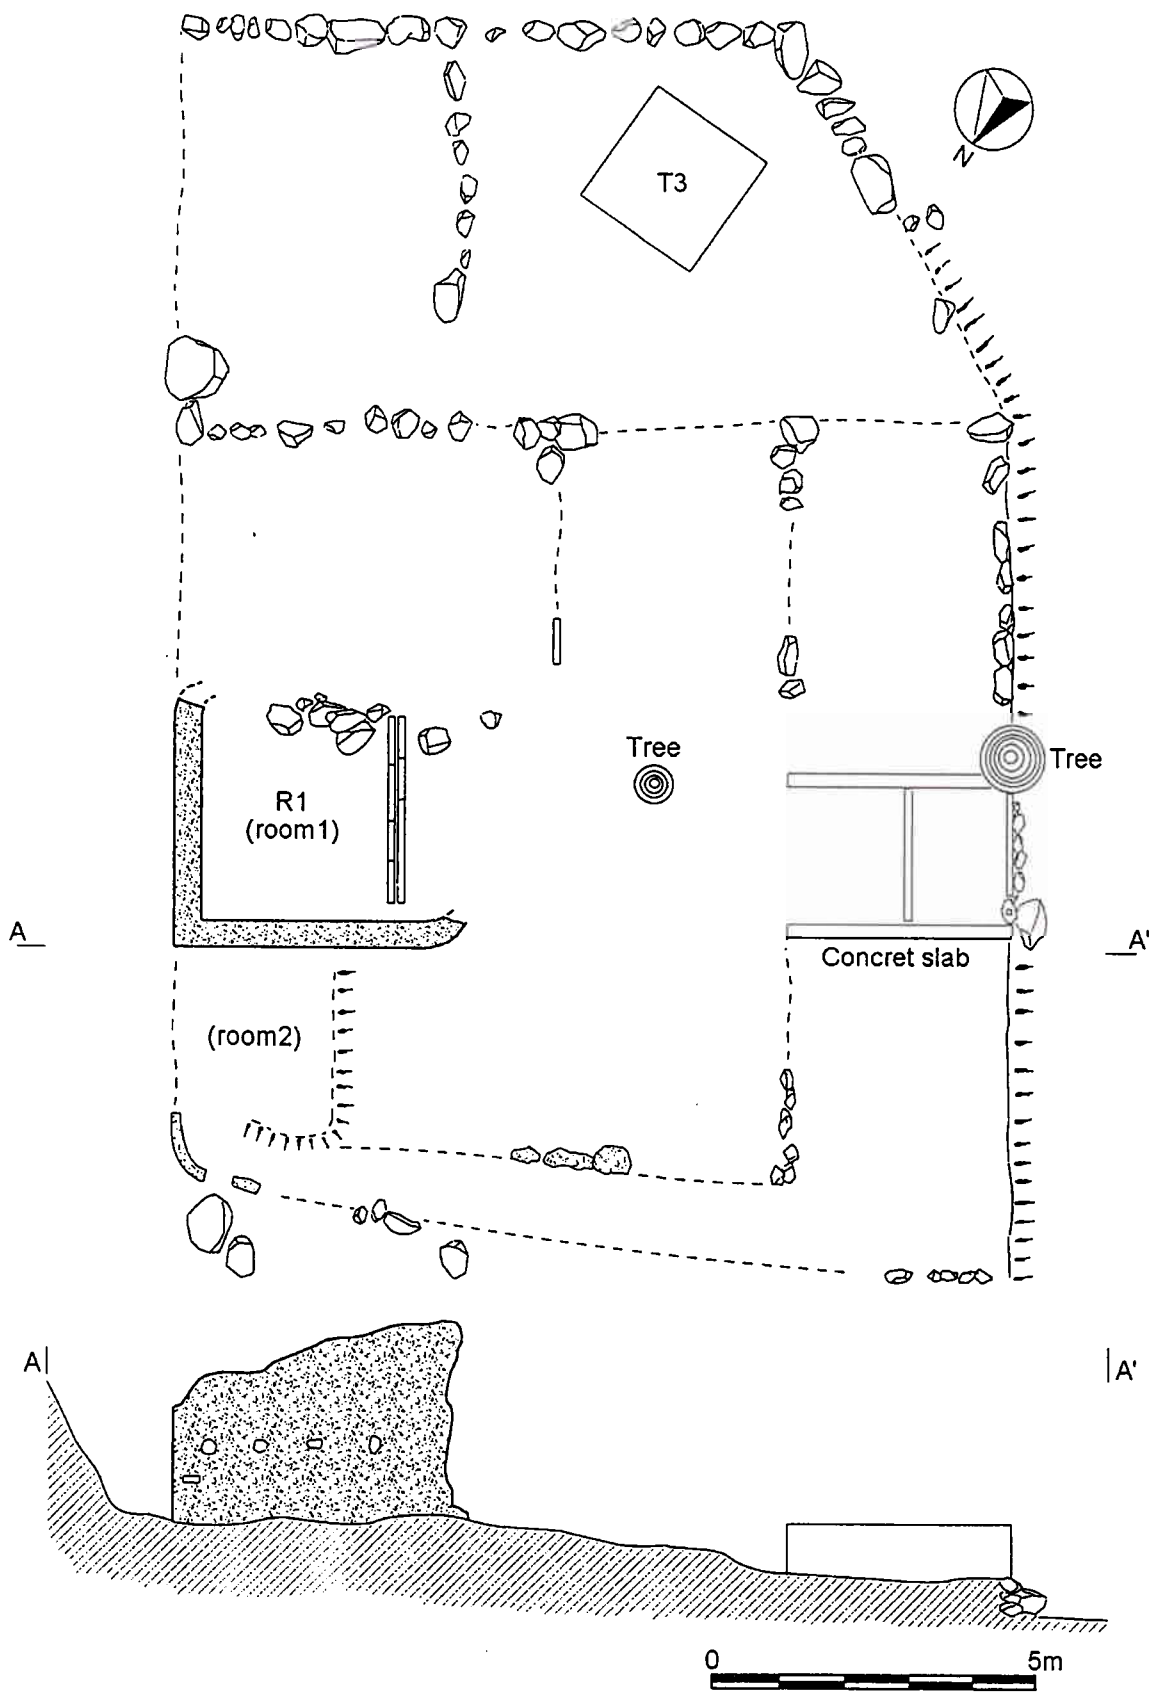 N
T3
Tree
Tree
R1
(room1)
A
A'
Concret slab
(room2)
A
A'
0
5m